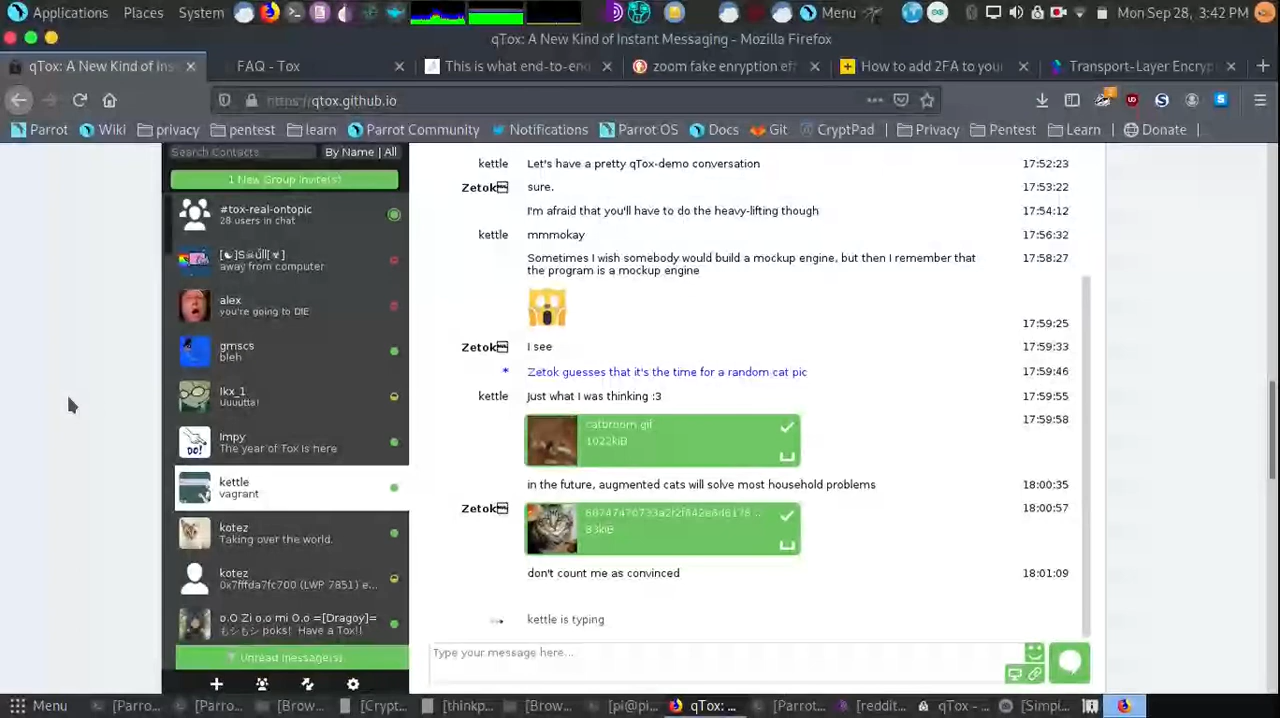 Applications Places System Menu Mon Sep 28, 3:42 PM
qTox: A New Kind of Instant Messaging - Mozilla Firefox
qTox: A New Kind of Ins
FAQ - Tox
This is what end-to-en
zoom fake enryption ef
How to add 2FA to your
Transport-Layer Encryp
https://qtox.github.io
Parrot Wiki privacy pentest learn Parrot Community Notifications Parrot OS Docs Git CryptPad Privacy Pentest Learn Donate
Search Contacts By Name | All
1 New Group Invite(s)
#tox-real-ontopic
28 users in chat
away from computer
alex
you're going to DIE
gmscs
bleh
lkx_1
uuuutta!
Impy
The year of Tox is here
kettle
vagrant
kotez
Taking over the world.
kotez
0x7fffda7fc700 (LWP 7851) e...
o.O Zi o.o mi O.o =[Dragoy]=
もシもシ poks! Have a Tox!!
Unread message(s)
kettle Let's have a pretty qTox-demo conversation 17:52:23
Zetok sure. 17:53:22
I'm afraid that you'll have to do the heavy-lifting though 17:54:12
kettle mmmokay 17:56:32
Sometimes I wish somebody would build a mockup engine, but then I remember that 17:58:27
the program is a mockup engine
17:59:25
Zetok I see 17:59:33
* Zetok guesses that it's the time for a random cat pic 17:59:46
kettle Just what I was thinking :3 17:59:55
catbroom.gif 17:59:58
1022kiB
in the future, augmented cats will solve most household problems 18:00:35
Zetok 18:00:57
83kiB
don't count me as convinced 18:01:09
kettle is typing
Type your message here...
Menu [Parro... [Parro... [Brow... [Crypt... [thinkp... [Brow... [pi@pi... qTox: ... [Parrot... [reddit... qTox - ... [Simpl...